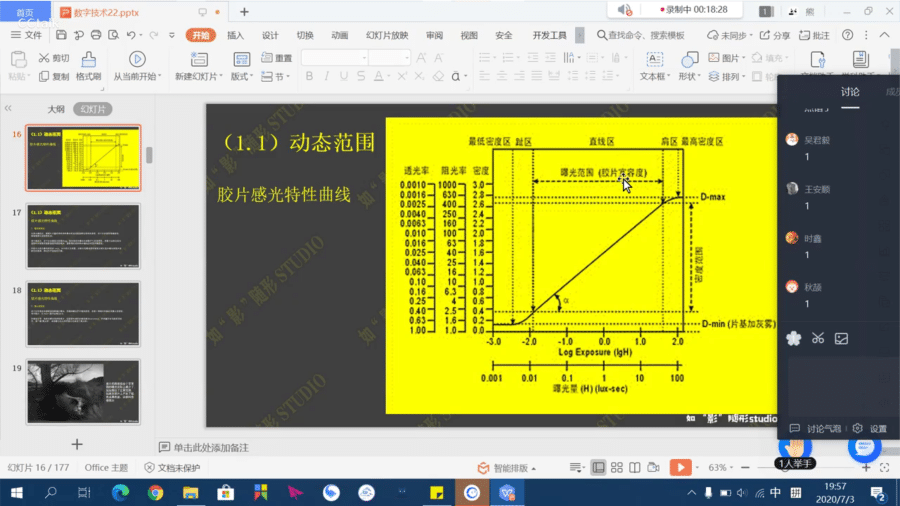 首页
数字技术22.pptx
录制中 00:18:28
1
文件
开始
插入
设计
切换
动画
幻灯片放映
审阅
视图
安全
开发工具
查找命令、搜索模板
未同步
分享
批注
粘贴
剪切
复制
格式刷
从当前开始
新建幻灯片
版式
重置
节
文本框
形状
图片
排列
填充
大纲
幻灯片
16
17
18
19
（1.1）动态范围
胶片感光特性曲线
如"影"随形STUDIO
最低密度区 趾区 直线区 肩区 最高密度区
曝光范围 (胶片宽容度)
透光率 阻光率 密度
0.0010 1000 3.0
0.0016 630 2.8
0.0025 400 2.6
0.0040 250 2.4
0.0063 160 2.2
0.010 100 2.0
0.016 63 1.8
0.025 40 1.6
0.040 25 1.4
0.063 16 1.2
0.10 10 1.0
0.16 6.3 0.8
0.25 4 0.6
0.40 2.5 0.4
0.63 1.6 0.2
1.00 1.0 0.0
D-max
密度范围
α
D-min (片基加灰雾)
-3.0 -2.0 -1.0 0.0 1.0 2.0
Log Exposure (lgH)
0.001 0.01 0.1 1 10 100
曝光量 (H) (lux-sec)
如"影"随形studio
讨论
成
吴君毅
1
王安顺
1
时鑫
1
秋颉
1
讨论气泡
设置
1人举手
单击此处添加备注
幻灯片 16 / 177
Office 主题
文档未保护
智能排版
63%
中
拼
19:57
2020/7/3
2